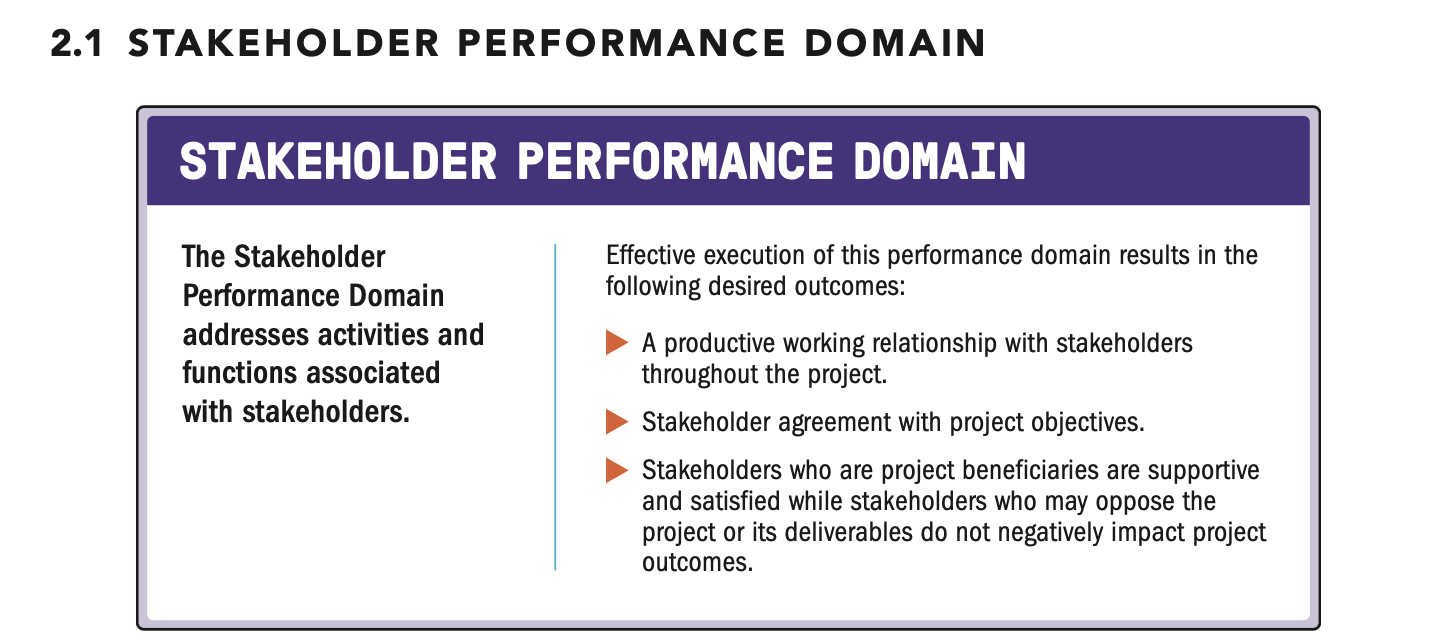 2.1 STAKEHOLDER PERFORMANCE DOMAIN
STAKEHOLDER PERFORMANCE DOMAIN
The Stakeholder
Performance Domain
addresses activities and
functions associated
with stakeholders.
Effective execution of this performance domain results in the
following desired outcomes:
A productive working relationship with stakeholders
throughout the project.
Stakeholder agreement with project objectives.
Stakeholders who are project beneficiaries are supportive
and satisfied while stakeholders who may oppose the
project or its deliverables do not negatively impact project
outcomes.